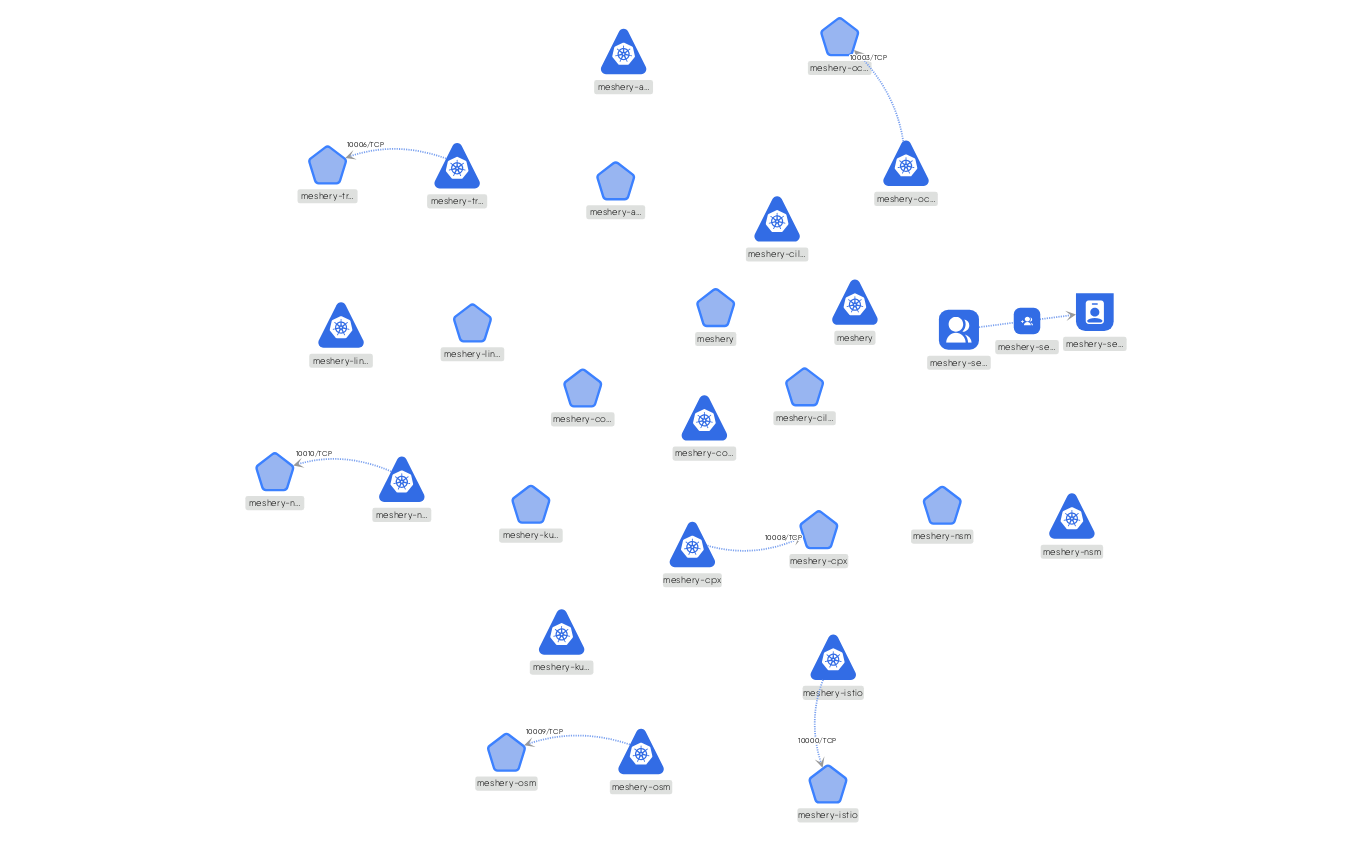 meshery-a...
10003/TCP
meshery-oc...
10006/TCP
meshery-tr...
meshery-tr...
meshery-oc...
meshery-a...
meshery-cil...
meshery
meshery
meshery-se...
meshery-se...
meshery-se...
meshery-lin...
meshery-lin...
meshery-co...
meshery-cil...
meshery-co...
10010/TCP
meshery-n...
meshery-n...
meshery-ku...
10008/TCP
meshery-nsm
meshery-nsm
meshery-cpx
meshery-cpx
meshery-ku...
meshery-istio
10009/TCP
10000/TCP
meshery-osm
meshery-osm
meshery-istio